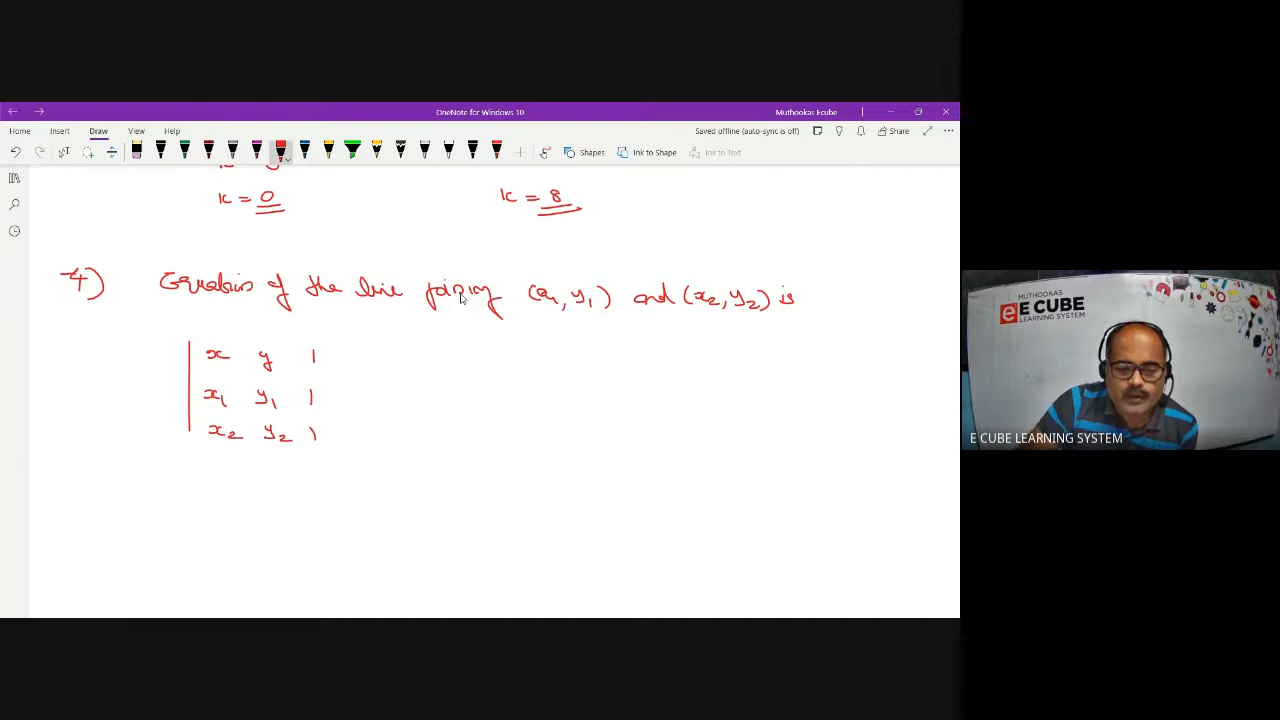 OneNote for Windows 10
Muthookas Ecube
Home Insert Draw View Help
Saved offline (auto-sync is off)
Share
Shapes
Ink to Shape
Ink to Text
k = 0
k = 8
4) Equation of the line joining (x1, y1) and (x2, y2) is
x y 1
x1 y1 1
x2 y2 1
MUTHOOKAS
e E CUBE
LEARNING SYSTEM
E CUBE LEARNING SYSTEM